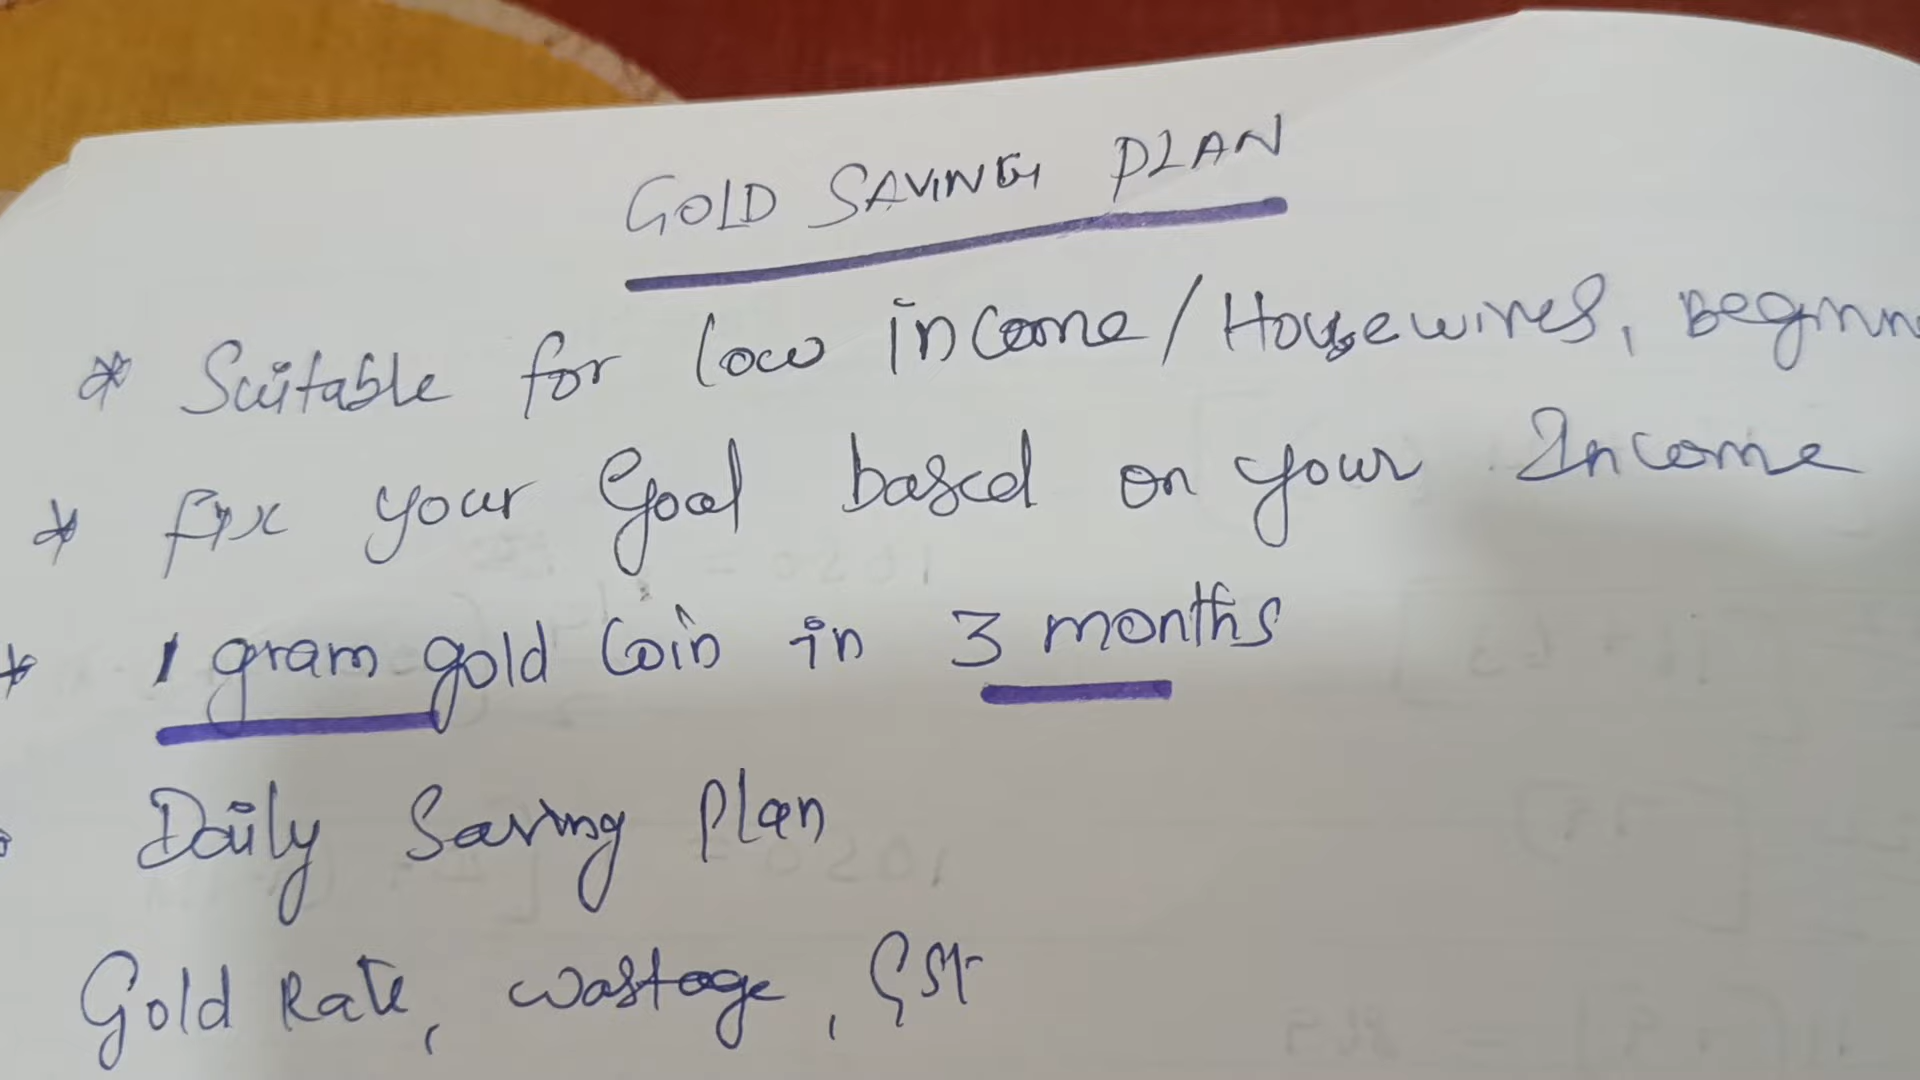 GOLD SAVING PLAN
* Suitable for low income/Housewives, Beginn
* fix your Goal based on your Income
* 1 gram gold Coin in 3 months
Daily Saving Plan
Gold Rate, wastage, GST